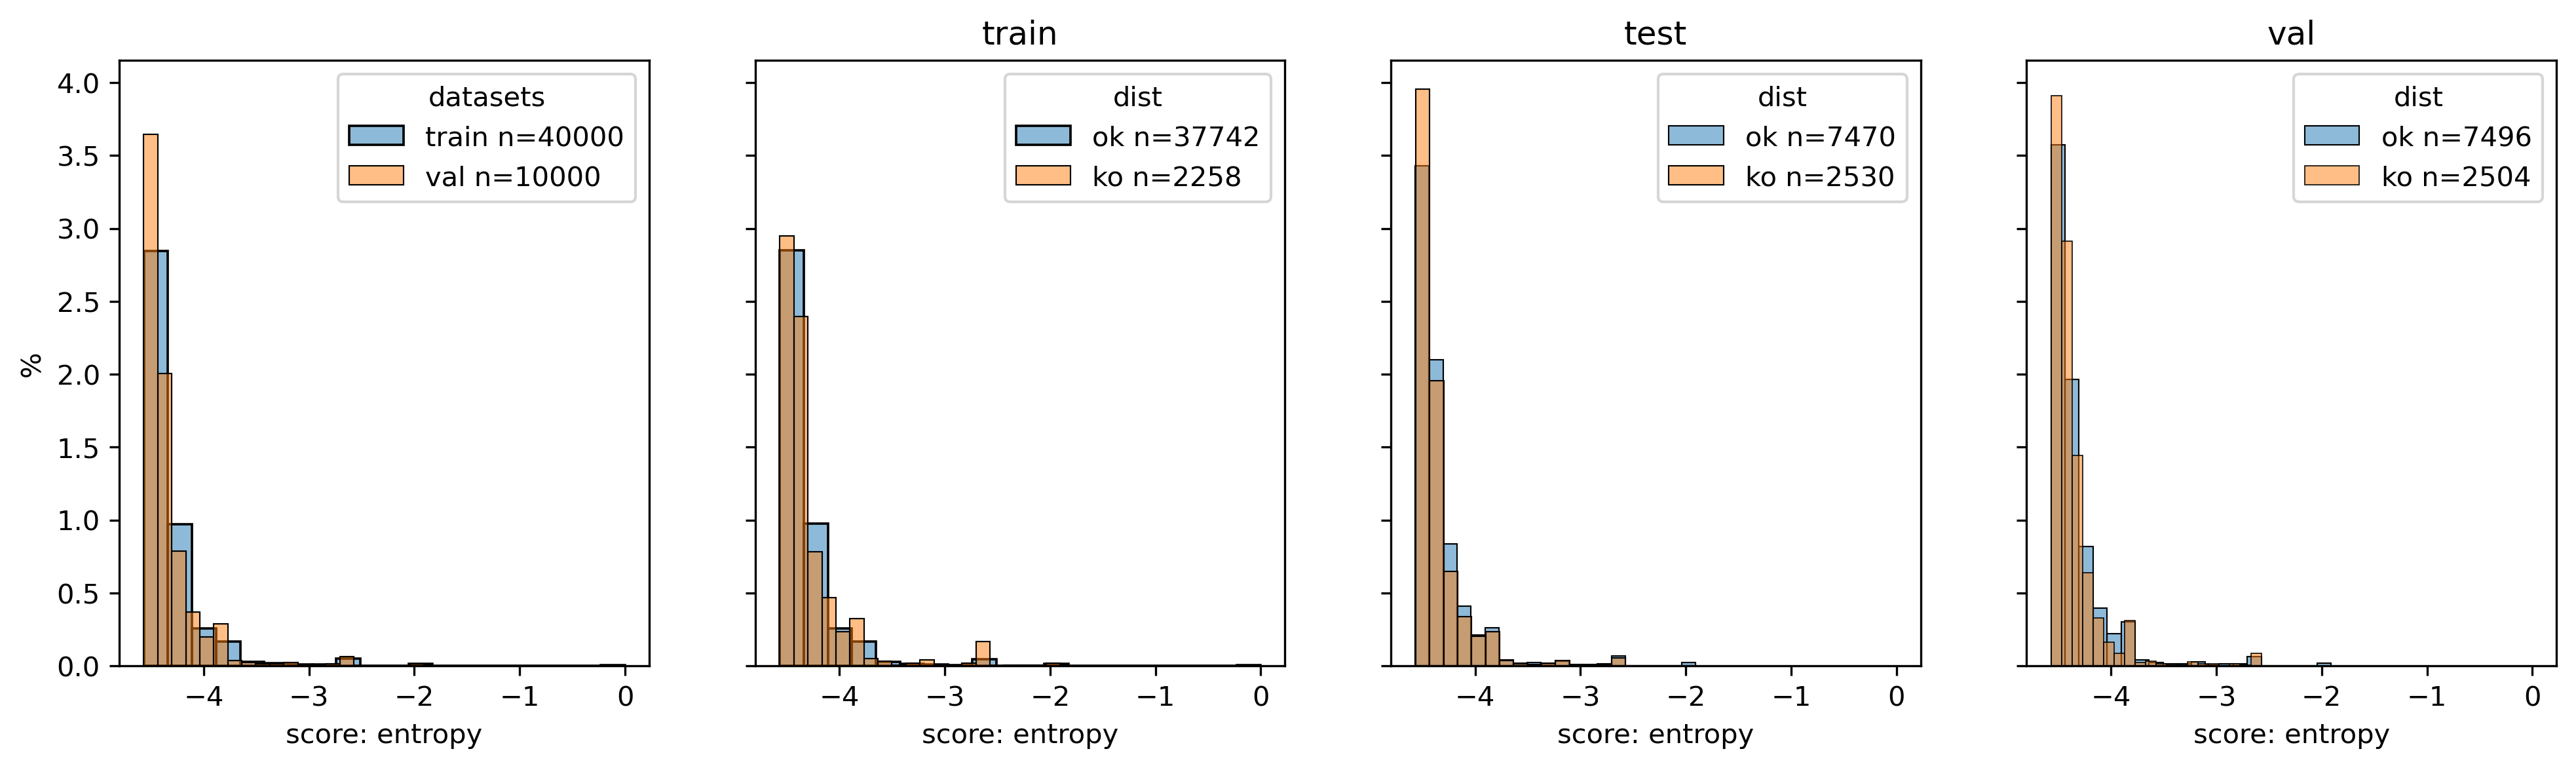 train
test
val
datasets
train n=40000
val n=10000
dist
ok n=37742
ko n=2258
dist
ok n=7470
ko n=2530
dist
ok n=7496
ko n=2504
%
4.0
3.5
3.0
2.5
2.0
1.5
1.0
0.5
0.0
−4 −3 −2 −1 0
−4 −3 −2 −1 0
−4 −3 −2 −1 0
−4 −3 −2 −1 0
score: entropy
score: entropy
score: entropy
score: entropy